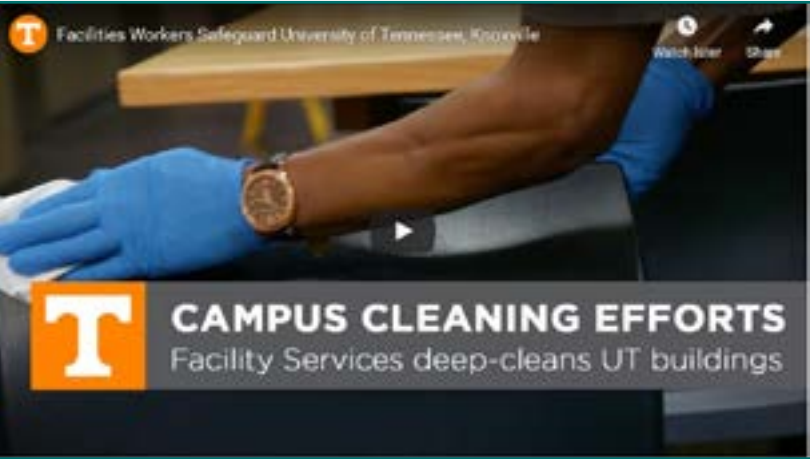 T
Facilities Workers Safeguard University of Tennessee, Knoxville
Watch later
Share
T
CAMPUS CLEANING EFFORTS
Facility Services deep-cleans UT buildings